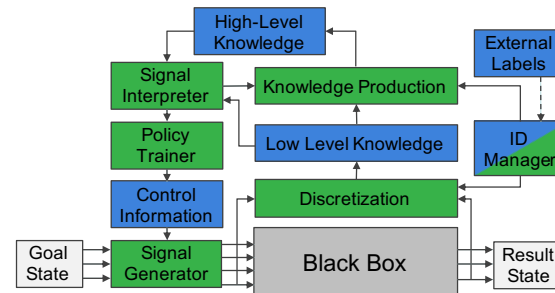 High-Level
Knowledge
External
Labels
Signal
Interpreter
Knowledge Production
Policy
Trainer
Low Level Knowledge
ID
Manager
Control
Information
Discretization
Goal
State
Signal
Generator
Black Box
Result
State